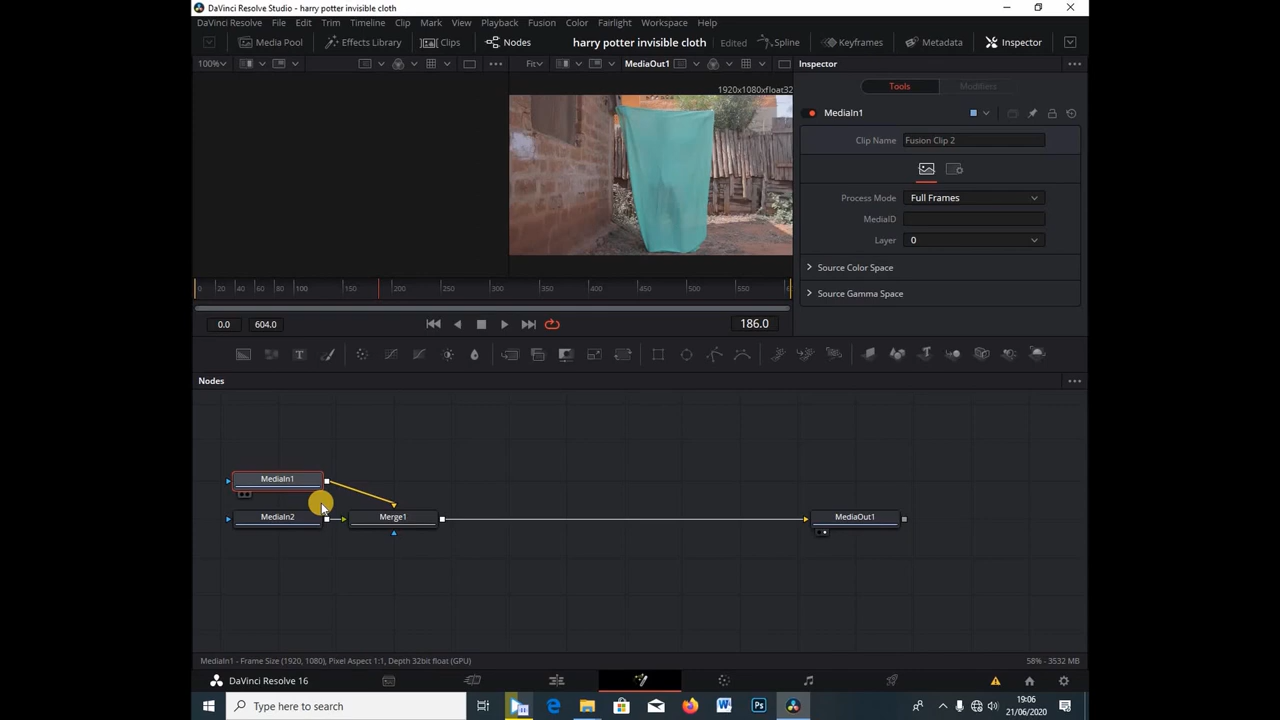 DaVinci Resolve Studio - harry potter invisible cloth
DaVinci Resolve File Edit Trim Timeline Clip Mark View Playback Fusion Color Fairlight Workspace Help
Media Pool Effects Library Clips Nodes harry potter invisible cloth Edited Spline Keyframes Metadata Inspector
100% Fit MediaOut1 Inspector
1920x1080xfloat32
Tools Modifiers
MediaIn1
Clip Name Fusion Clip 2
Process Mode Full Frames
MediaID
Layer 0
Source Color Space
0 20 40 60 80 100 150 200 250 300 350 400 450 500 550
Source Gamma Space
0.0 604.0 186.0
Nodes
MediaIn1
MediaIn2 Merge1 MediaOut1
MediaIn1 - Frame Size (1920, 1080), Pixel Aspect 1:1, Depth 32bit float (GPU) 58% - 3532 MB
DaVinci Resolve 16
Type here to search
19:06
21/06/2020